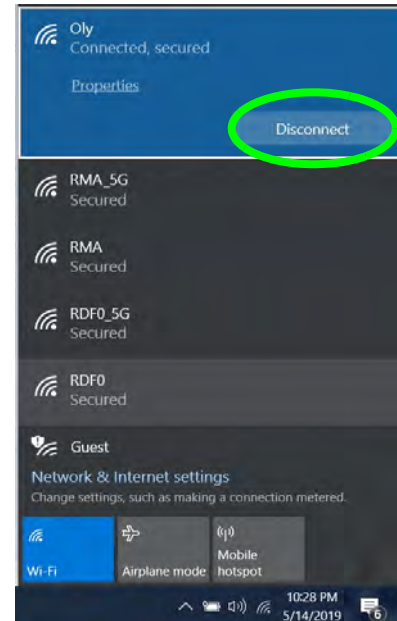 Oly
Connected, secured
Properties
Disconnect
RMA_5G
Secured
RMA
Secured
RDF0_5G
Secured
RDF0
Secured
Guest
Network & Internet settings
Change settings, such as making a connection metered.
Wi-Fi
Airplane mode
Mobile
hotspot
10:28 PM
5/14/2019
6